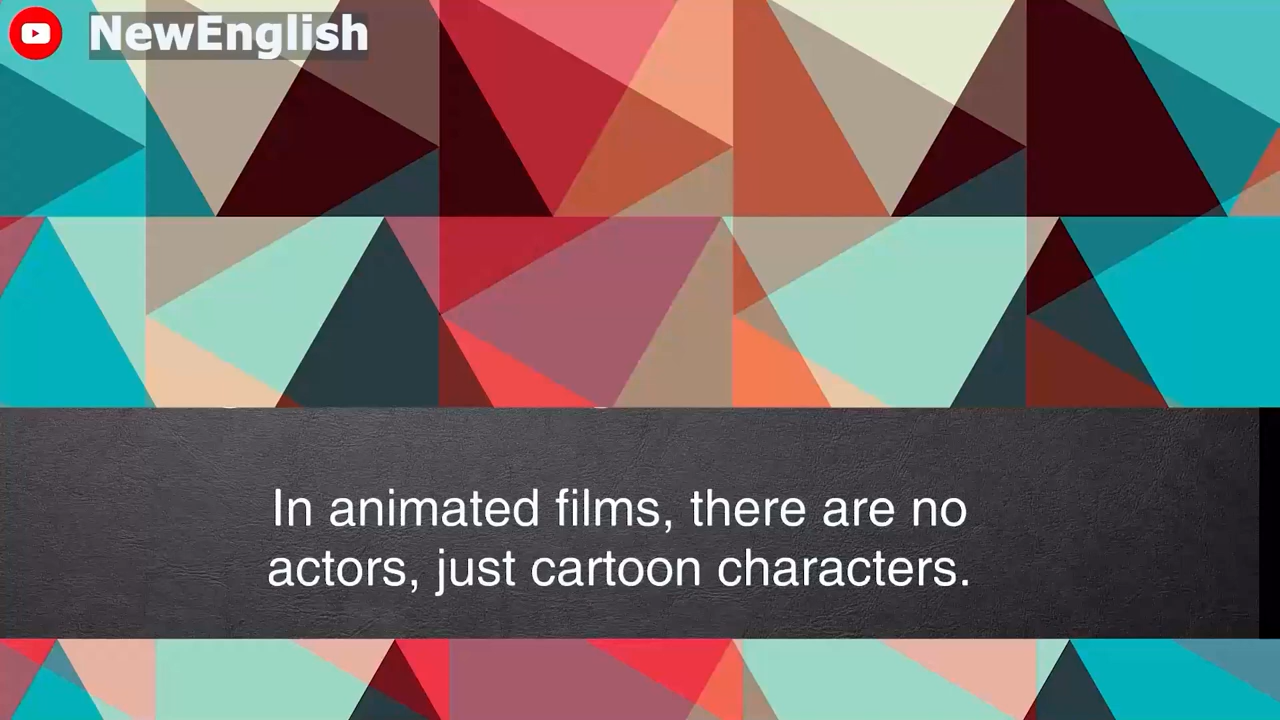 NewEnglish
In animated films, there are no
actors, just cartoon characters.